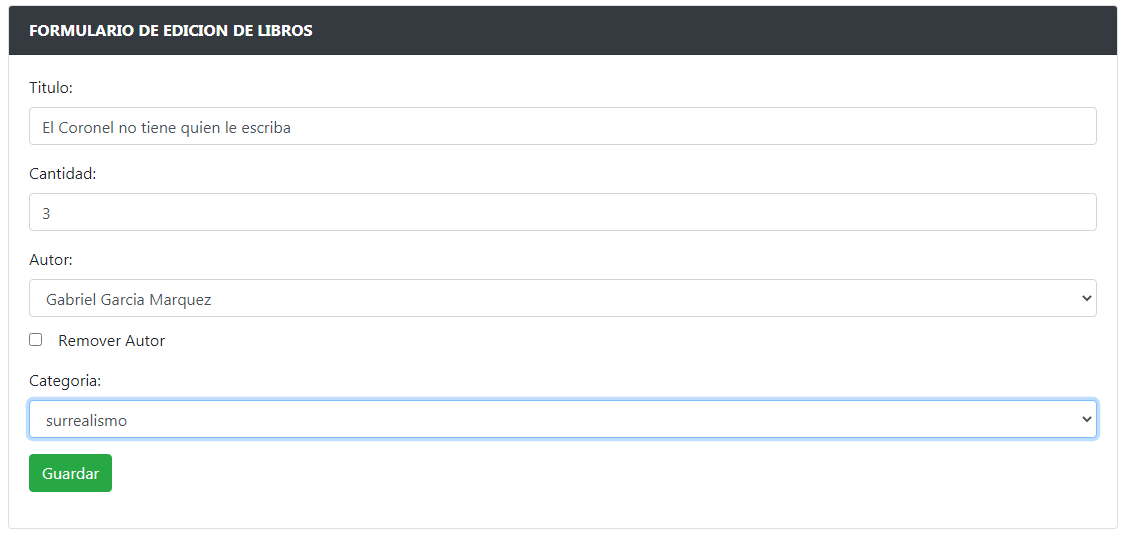 FORMULARIO DE EDICION DE LIBROS
Titulo:
El Coronel no tiene quien le escriba
Cantidad:
3
Autor:
Gabriel Garcia Marquez
Remover Autor
Categoria:
surrealismo
Guardar